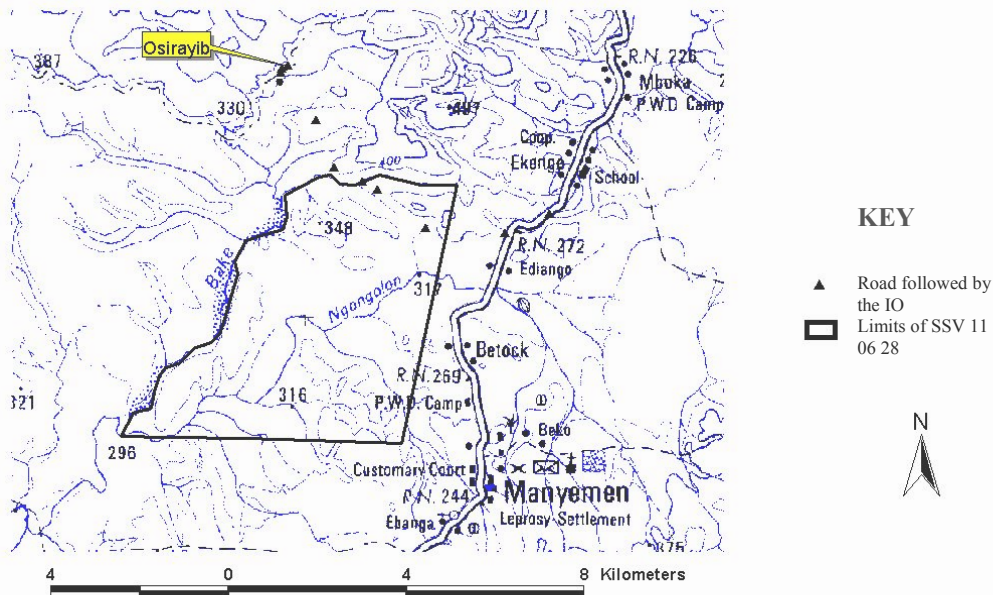 Osirayib
387
330
497
R.N. 226
Mboka
P.W.D Camp
Coop.
Ekenge
School
400
348
R.N. 272
Ediango
Bake
Ngongolon
Betock
R.N. 269
P.W.D. Camp
316
321
Beko
296
Customary Court
R.N. 244
Manyemen
Leprosy Settlement
Ebanga
KEY
Road followed by
the IO
Limits of SSV 11
06 28
N
4 0 4 8 Kilometers